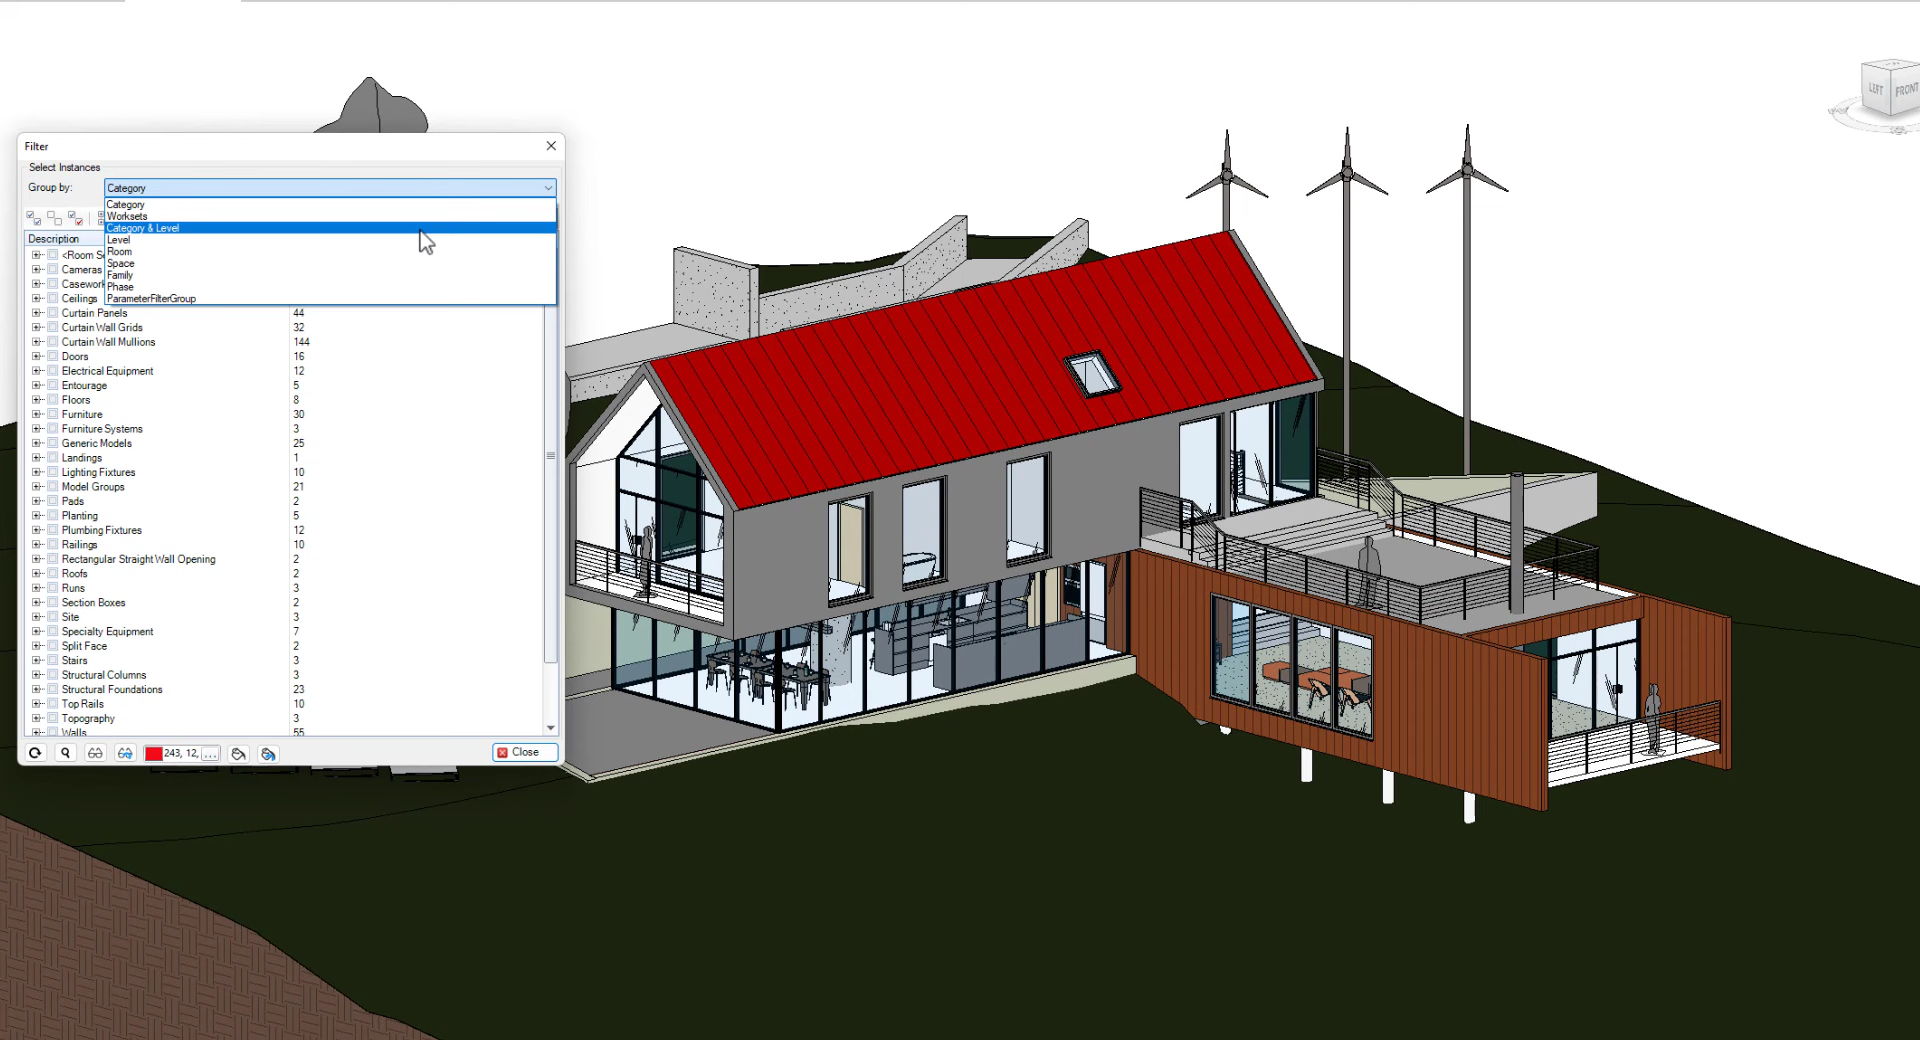 Filter
Select Instances
Group by: Category
Category
Worksets
Category & Level
Level
Room
Space
Family
Phase
ParameterFilterGroup
Description
<Room S
Cameras
Casework
Ceilings
Curtain Panels 44
Curtain Wall Grids 32
Curtain Wall Mullions 144
Doors 16
Electrical Equipment 12
Entourage 5
Floors 8
Furniture 30
Furniture Systems 3
Generic Models 25
Landings 1
Lighting Fixtures 10
Model Groups 21
Pads 2
Planting 5
Plumbing Fixtures 12
Railings 10
Rectangular Straight Wall Opening 2
Roofs 2
Runs 3
Section Boxes 2
Site 3
Specialty Equipment 7
Split Face 2
Stairs 3
Structural Columns 3
Structural Foundations 23
Top Rails 10
Topography 3
Walls 55
243, 12, ...
Close
LEFT FRONT